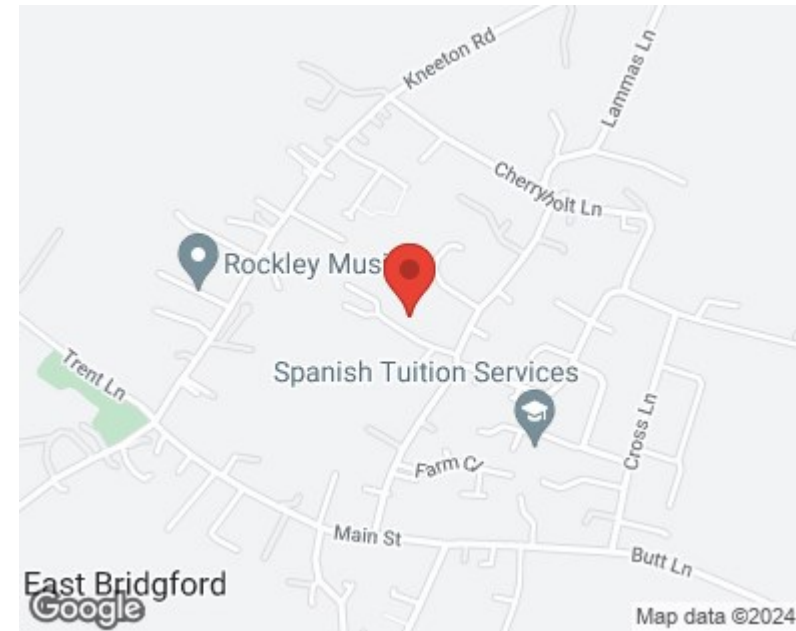 Kneeton Rd
Lammas Ln
Cherryholt Ln
Rockley Musi
Trent Ln
Spanish Tuition Services
Cross Ln
Farm Cl
Main St
Butt Ln
East Bridgford
Google
Map data ©2024